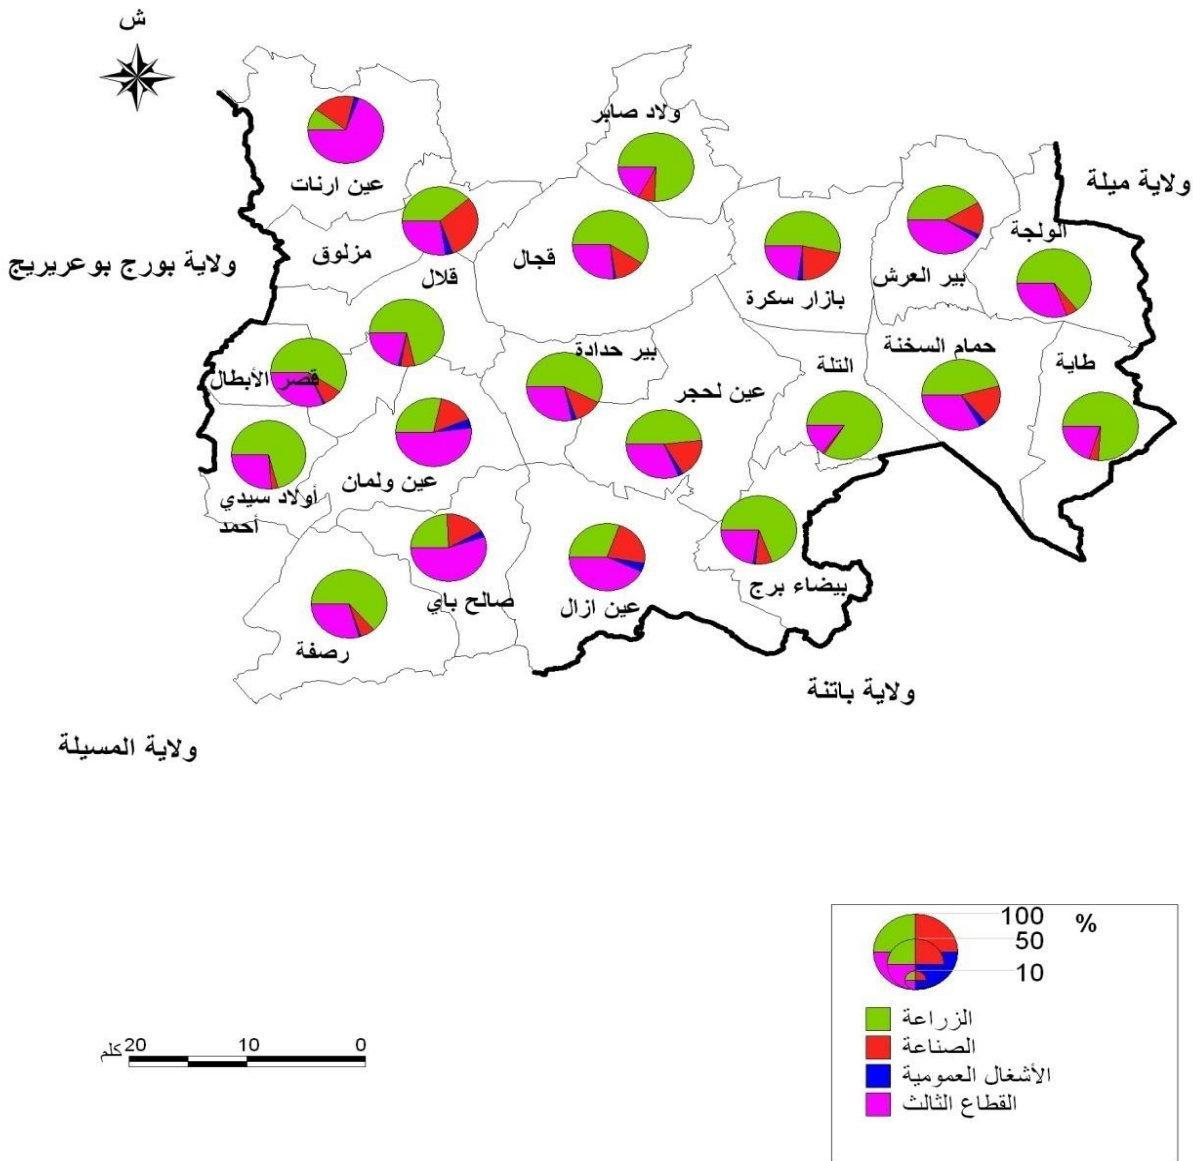 ش
ولاد صابر
عين ارنات
ولاية ميلة
الولجة
مزلوق
قلال
قجال
بازار سكرة
بير العرش
ولاية بورج بوعريريج
بير حدادة
التلة
حمام السخنة
طاية
قصر الأبطال
عين لحجر
عين ولمان
أولاد سيدي
أحمد
بيضاء برج
صالح باي
عين ازال
رصفة
ولاية باتنة
ولاية المسيلة
100 %
50
10
الزراعة
الصناعة
الأشغال العمومية
القطاع الثالث
كلم 20 10 0